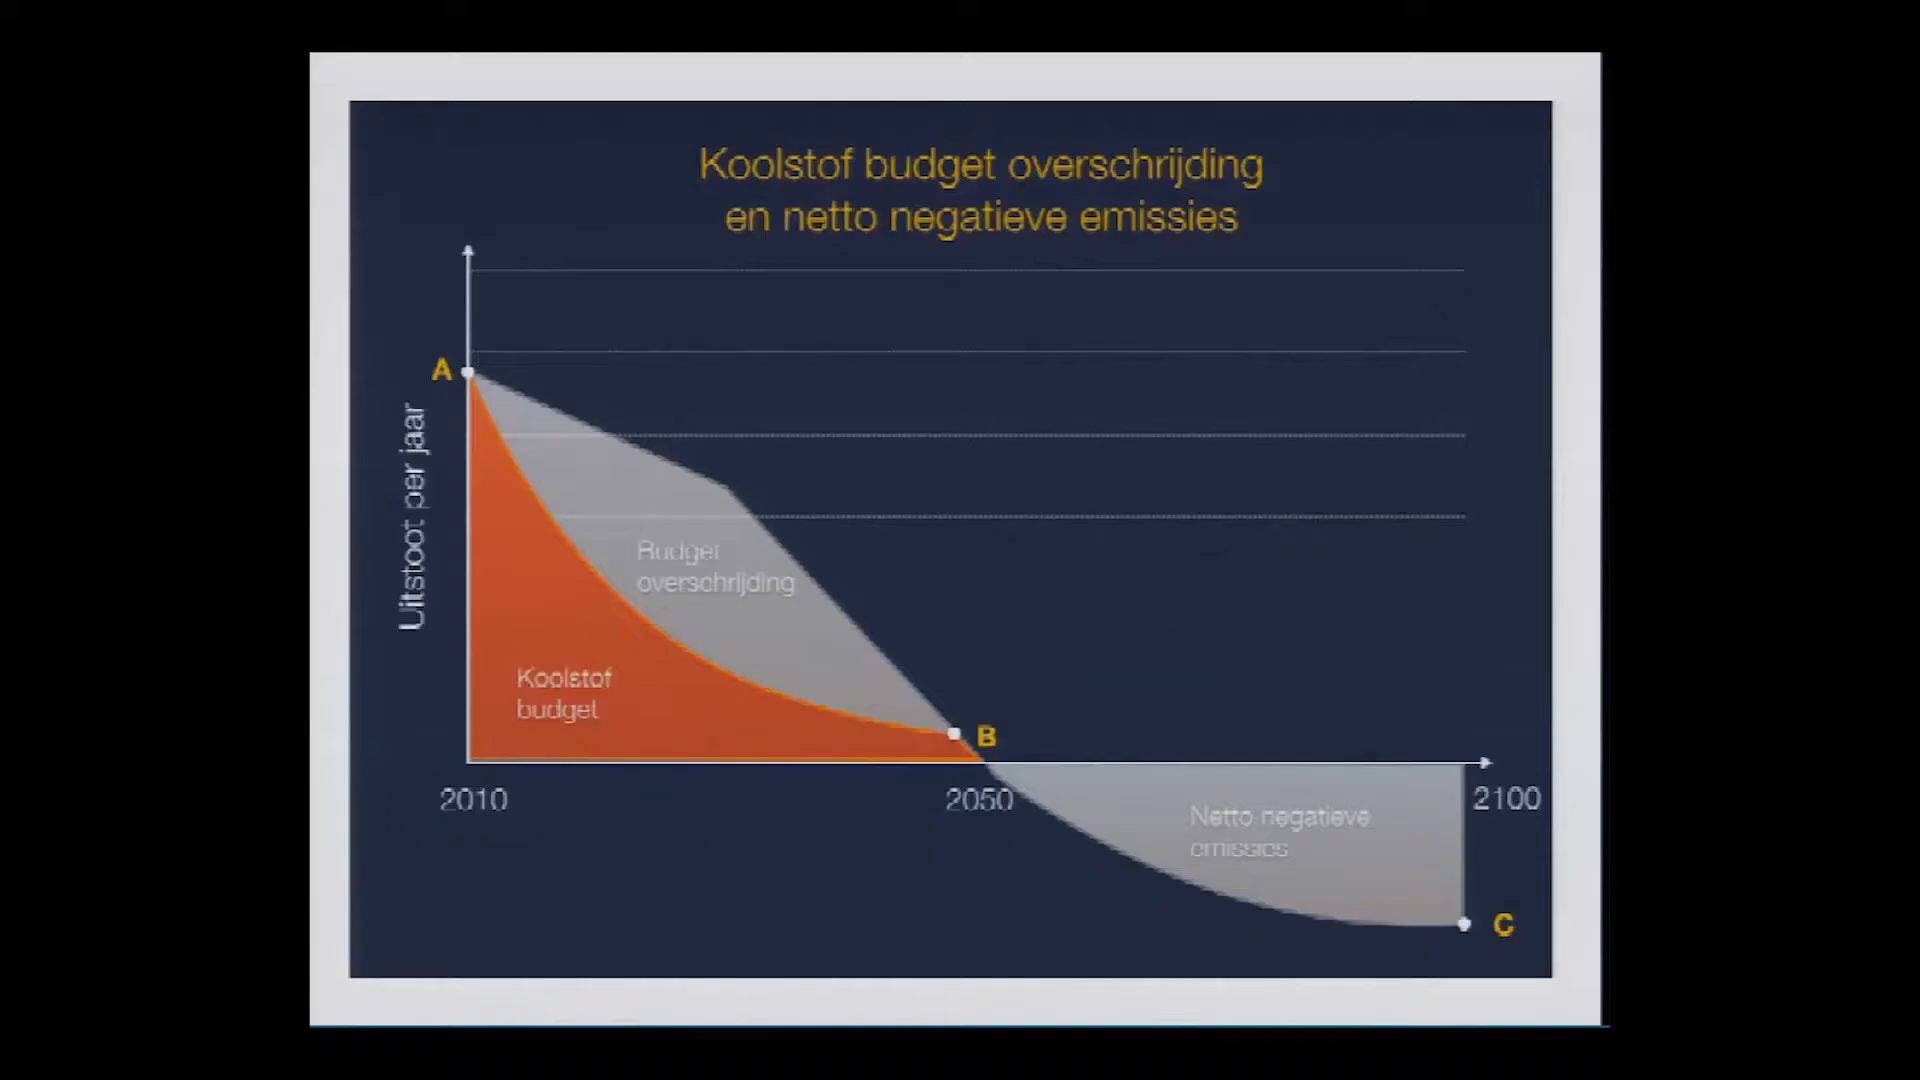 Koolstof budget overschrijding
en netto negatieve emissies
A
Uitstoot per jaar
Budget
overschrijding
Koolstof
budget
B
2010
2050
2100
Netto negatieve
emissies
C